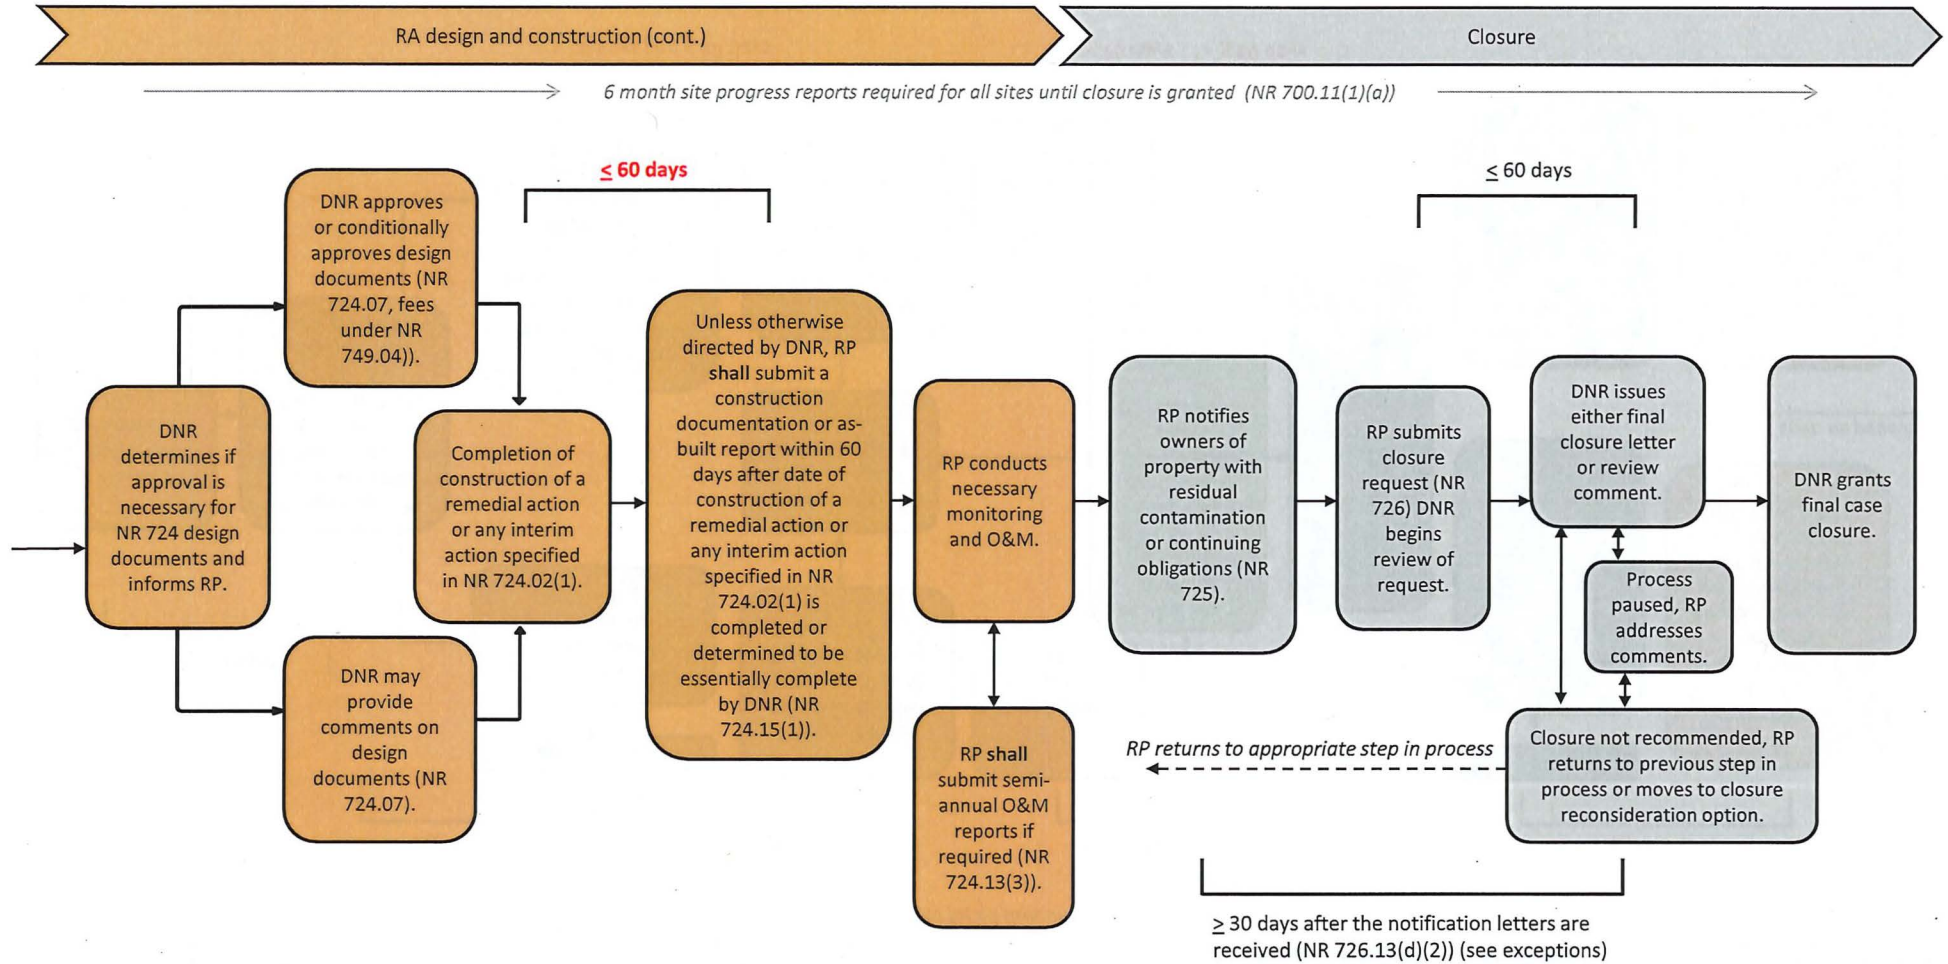 RA design and construction (cont.)
Closure
6 month site progress reports required for all sites until closure is granted (NR 700.11(1)(a))
≤ 60 days
≤ 60 days
DNR
determines if
approval is
necessary for
NR 724 design
documents and
informs RP.
DNR approves
or conditionally
approves design
documents (NR
724.07, fees
under NR
749.04)).
DNR may
provide
comments on
design
documents (NR
724.07).
Completion of
construction of a
remedial action
or any interim
action specified
in NR 724.02(1).
Unless otherwise
directed by DNR, RP
shall submit a
construction
documentation or as-
built report within 60
days after date of
construction of a
remedial action or
any interim action
specified in NR
724.02(1) is
completed or
determined to be
essentially complete
by DNR (NR
724.15(1)).
RP conducts
necessary
monitoring
and O&M.
RP shall
submit semi-
annual O&M
reports if
required (NR
724.13(3)).
RP notifies
owners of
property with
residual
contamination
or continuing
obligations (NR
725).
RP submits
closure
request (NR
726) DNR
begins
review of
request.
DNR issues
either final
closure letter
or review
comment.
Process
paused, RP
addresses
comments.
Closure not recommended, RP
returns to previous step in
process or moves to closure
reconsideration option.
DNR grants
final case
closure.
RP returns to appropriate step in process
≥ 30 days after the notification letters are
received (NR 726.13(d)(2)) (see exceptions)